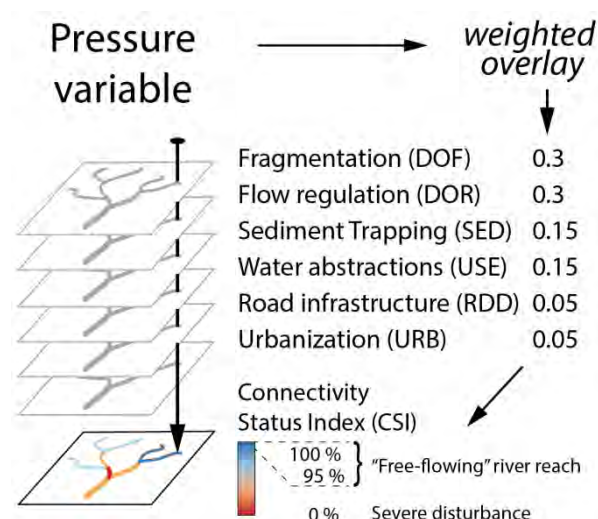 Pressure
variable
weighted
overlay
Fragmentation (DOF) 0.3
Flow regulation (DOR) 0.3
Sediment Trapping (SED) 0.15
Water abstractions (USE) 0.15
Road infrastructure (RDD) 0.05
Urbanization (URB) 0.05
Connectivity
Status Index (CSI)
100 %
95 %
"Free-flowing" river reach
0 % Severe disturbance